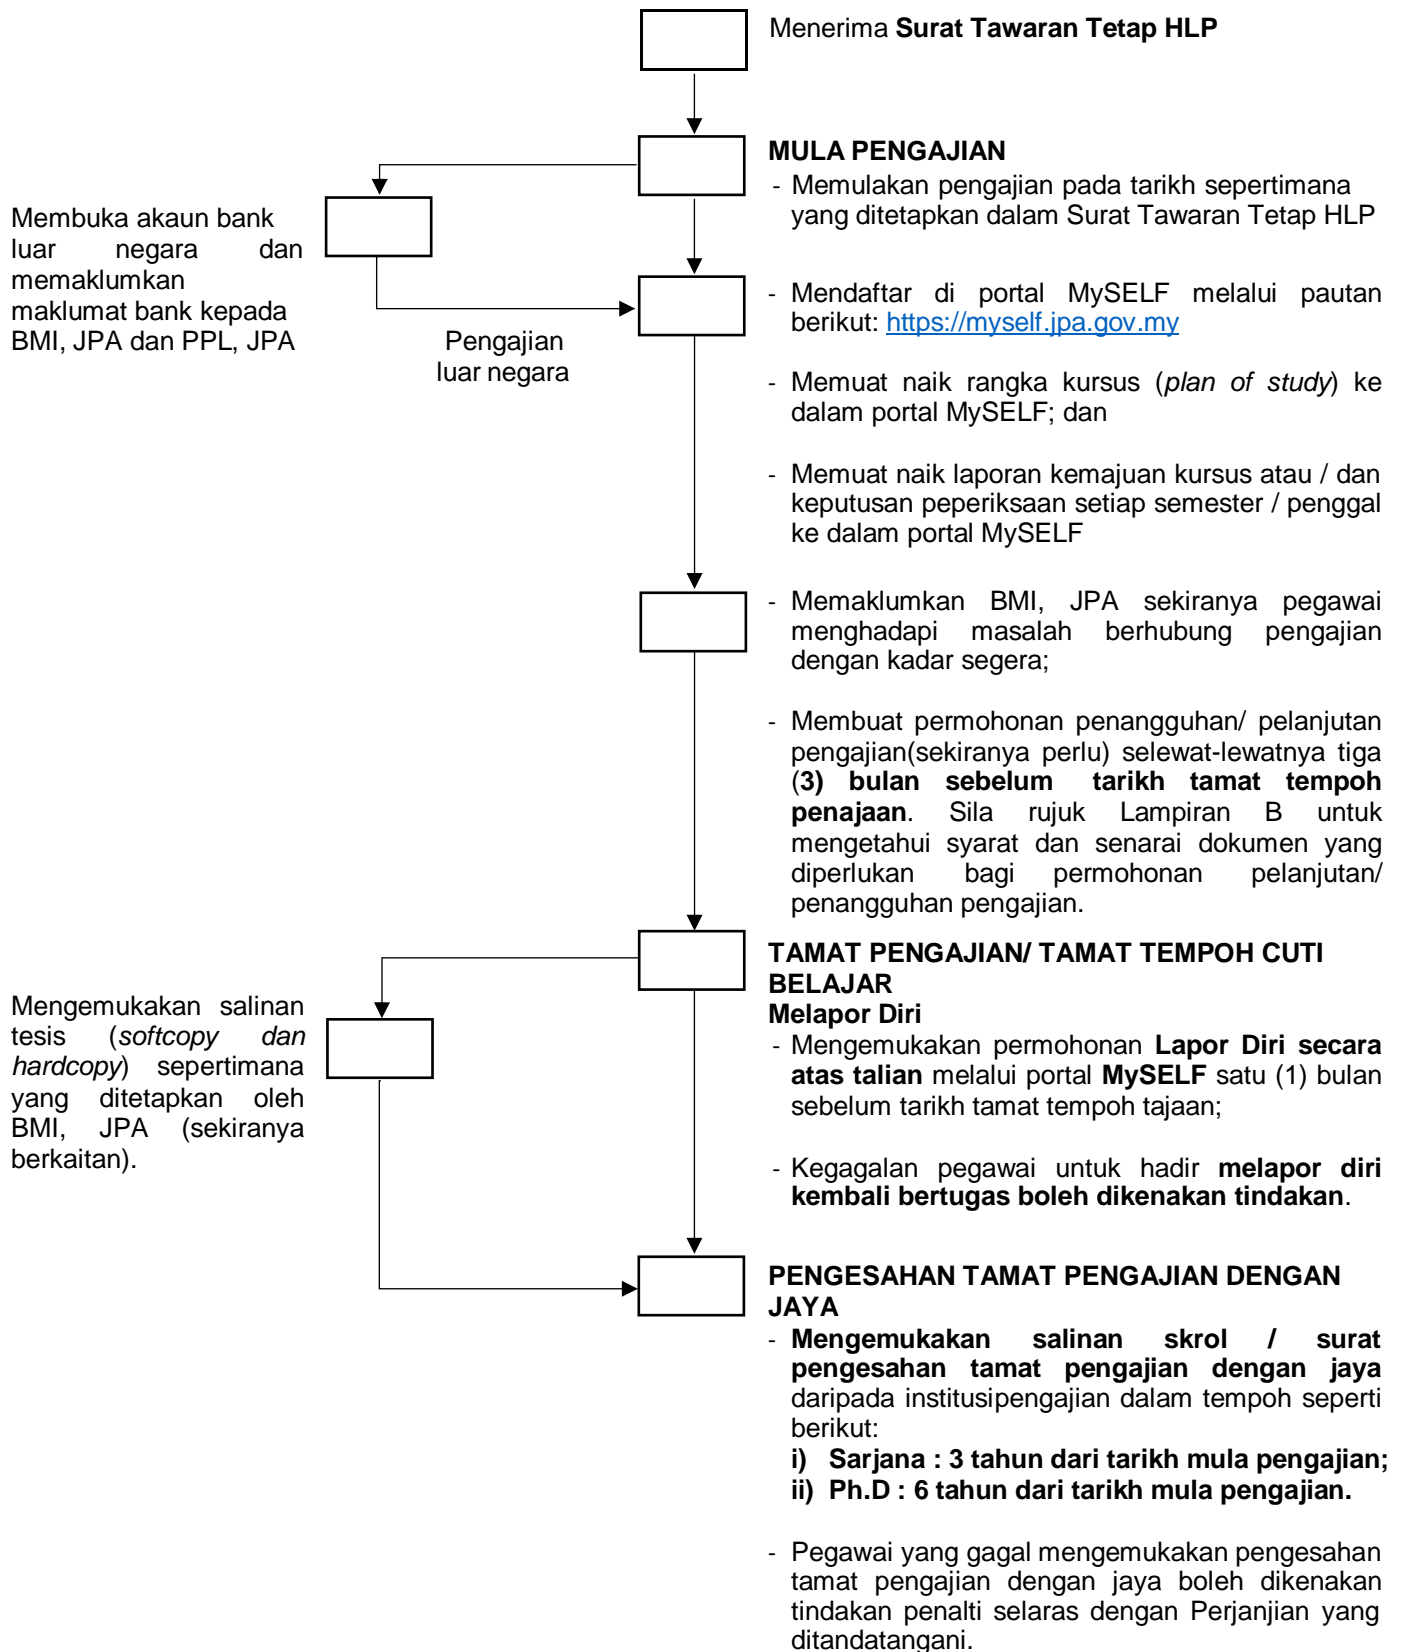 Menerima Surat Tawaran Tetap HLP
MULA PENGAJIAN
- Memulakan pengajian pada tarikh sepertimana
yang ditetapkan dalam Surat Tawaran Tetap HLP
Membuka akaun bank
luar negara dan
memaklumkan
maklumat bank kepada
BMI, JPA dan PPL, JPA
Pengajian
luar negara
- Mendaftar di portal MySELF melalui pautan
berikut: https://myself.jpa.gov.my
- Memuat naik rangka kursus (plan of study) ke
dalam portal MySELF; dan
- Memuat naik laporan kemajuan kursus atau / dan
keputusan peperiksaan setiap semester / penggal
ke dalam portal MySELF
- Memaklumkan BMI, JPA sekiranya pegawai
menghadapi masalah berhubung pengajian
dengan kadar segera;
- Membuat permohonan penangguhan/ pelanjutan
pengajian(sekiranya perlu) selewat-lewatnya tiga
(3) bulan sebelum tarikh tamat tempoh
penajaan. Sila rujuk Lampiran B untuk
mengetahui syarat dan senarai dokumen yang
diperlukan bagi permohonan pelanjutan/
penangguhan pengajian.
TAMAT PENGAJIAN/ TAMAT TEMPOH CUTI
BELAJAR
Melapor Diri
- Mengemukakan permohonan Lapor Diri secara
atas talian melalui portal MySELF satu (1) bulan
sebelum tarikh tamat tempoh tajaan;
- Kegagalan pegawai untuk hadir melapor diri
kembali bertugas boleh dikenakan tindakan.
Mengemukakan salinan
tesis (softcopy dan
hardcopy) sepertimana
yang ditetapkan oleh
BMI, JPA (sekiranya
berkaitan).
PENGESAHAN TAMAT PENGAJIAN DENGAN
JAYA
- Mengemukakan salinan skrol / surat
pengesahan tamat pengajian dengan jaya
daripada institusipengajian dalam tempoh seperti
berikut:
i) Sarjana : 3 tahun dari tarikh mula pengajian;
ii) Ph.D : 6 tahun dari tarikh mula pengajian.
- Pegawai yang gagal mengemukakan pengesahan
tamat pengajian dengan jaya boleh dikenakan
tindakan penalti selaras dengan Perjanjian yang
ditandatangani.